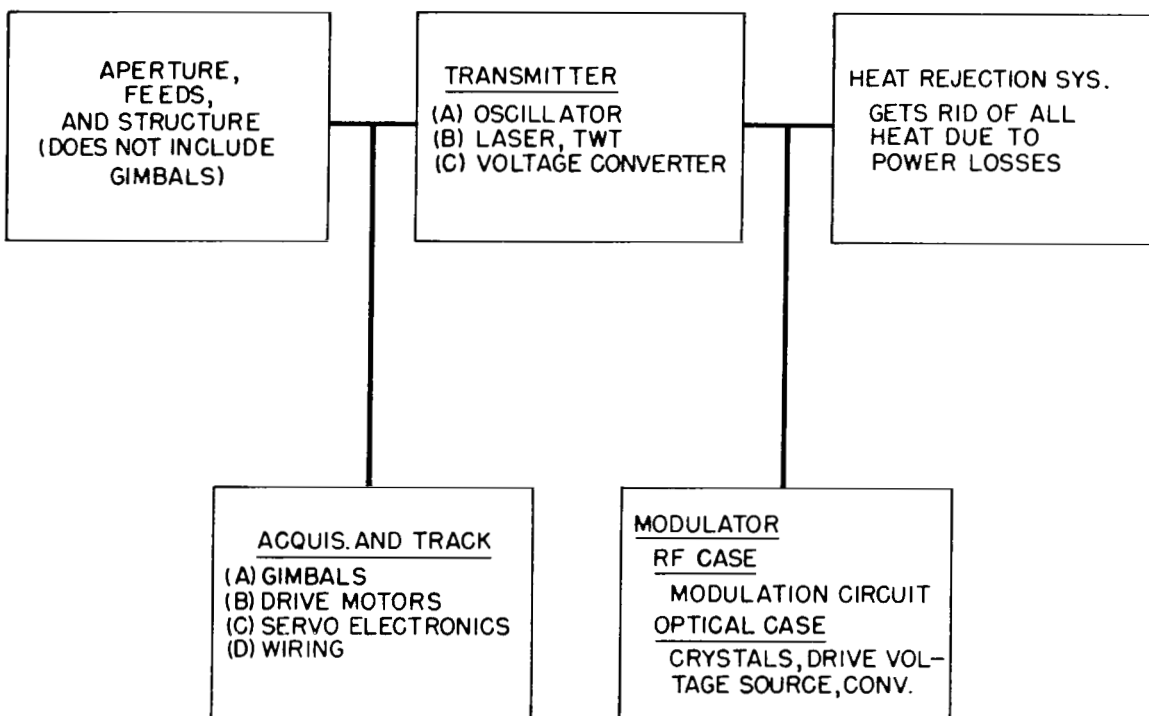 APERTURE,
FEEDS,
AND STRUCTURE
(DOES NOT INCLUDE
GIMBALS)
TRANSMITTER
(A) OSCILLATOR
(B) LASER, TWT
(C) VOLTAGE CONVERTER
HEAT REJECTION SYS.
GETS RID OF ALL
HEAT DUE TO
POWER LOSSES
ACQUIS. AND TRACK
(A) GIMBALS
(B) DRIVE MOTORS
(C) SERVO ELECTRONICS
(D) WIRING
MODULATOR
RF CASE
MODULATION CIRCUIT
OPTICAL CASE
CRYSTALS, DRIVE VOL-
TAGE SOURCE, CONV.